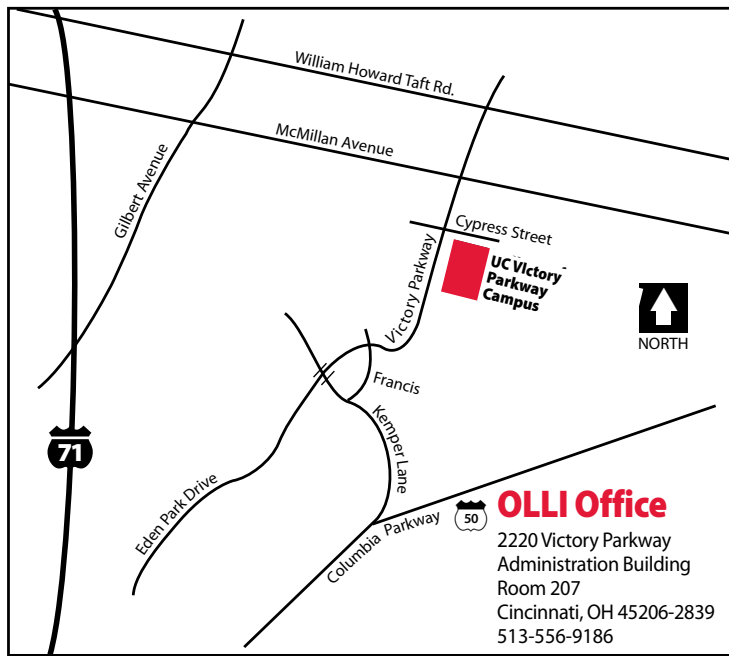 William Howard Taft Rd.
McMillan Avenue
Gilbert Avenue
Cypress Street
Victory Parkway
UC VIctory
Parkway
Campus
NORTH
Francis
Kemper Lane
71
Eden Park Drive
Columbia Parkway
50
OLLI Office
2220 Victory Parkway
Administration Building
Room 207
Cincinnati, OH 45206-2839
513-556-9186